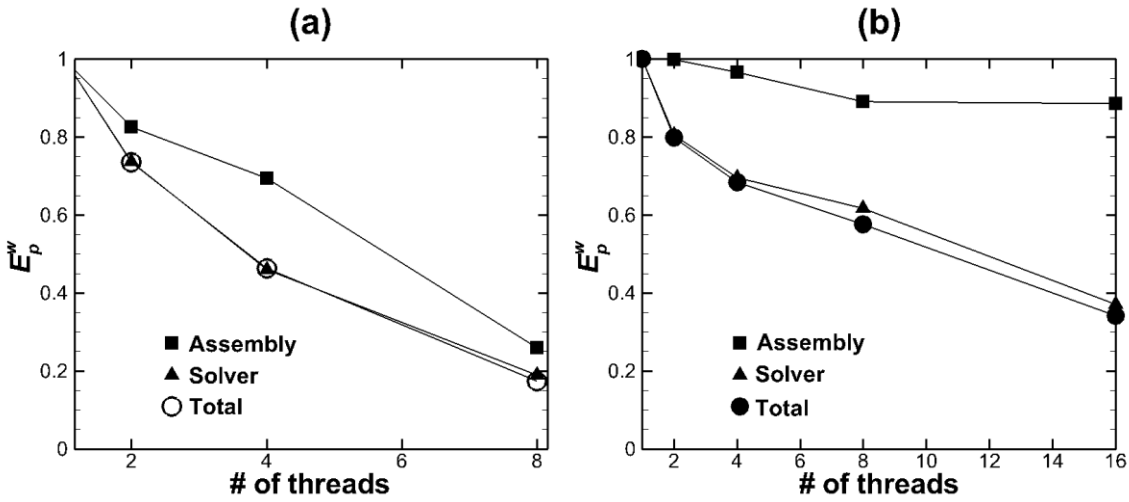 (a)
1
0.8
0.6
0.4
0.2
0
E_p^w
Assembly
Solver
Total
2 4 6 8
# of threads
(b)
1
0.8
0.6
0.4
0.2
0
E_p^w
Assembly
Solver
Total
2 4 6 8 10 12 14 16
# of threads